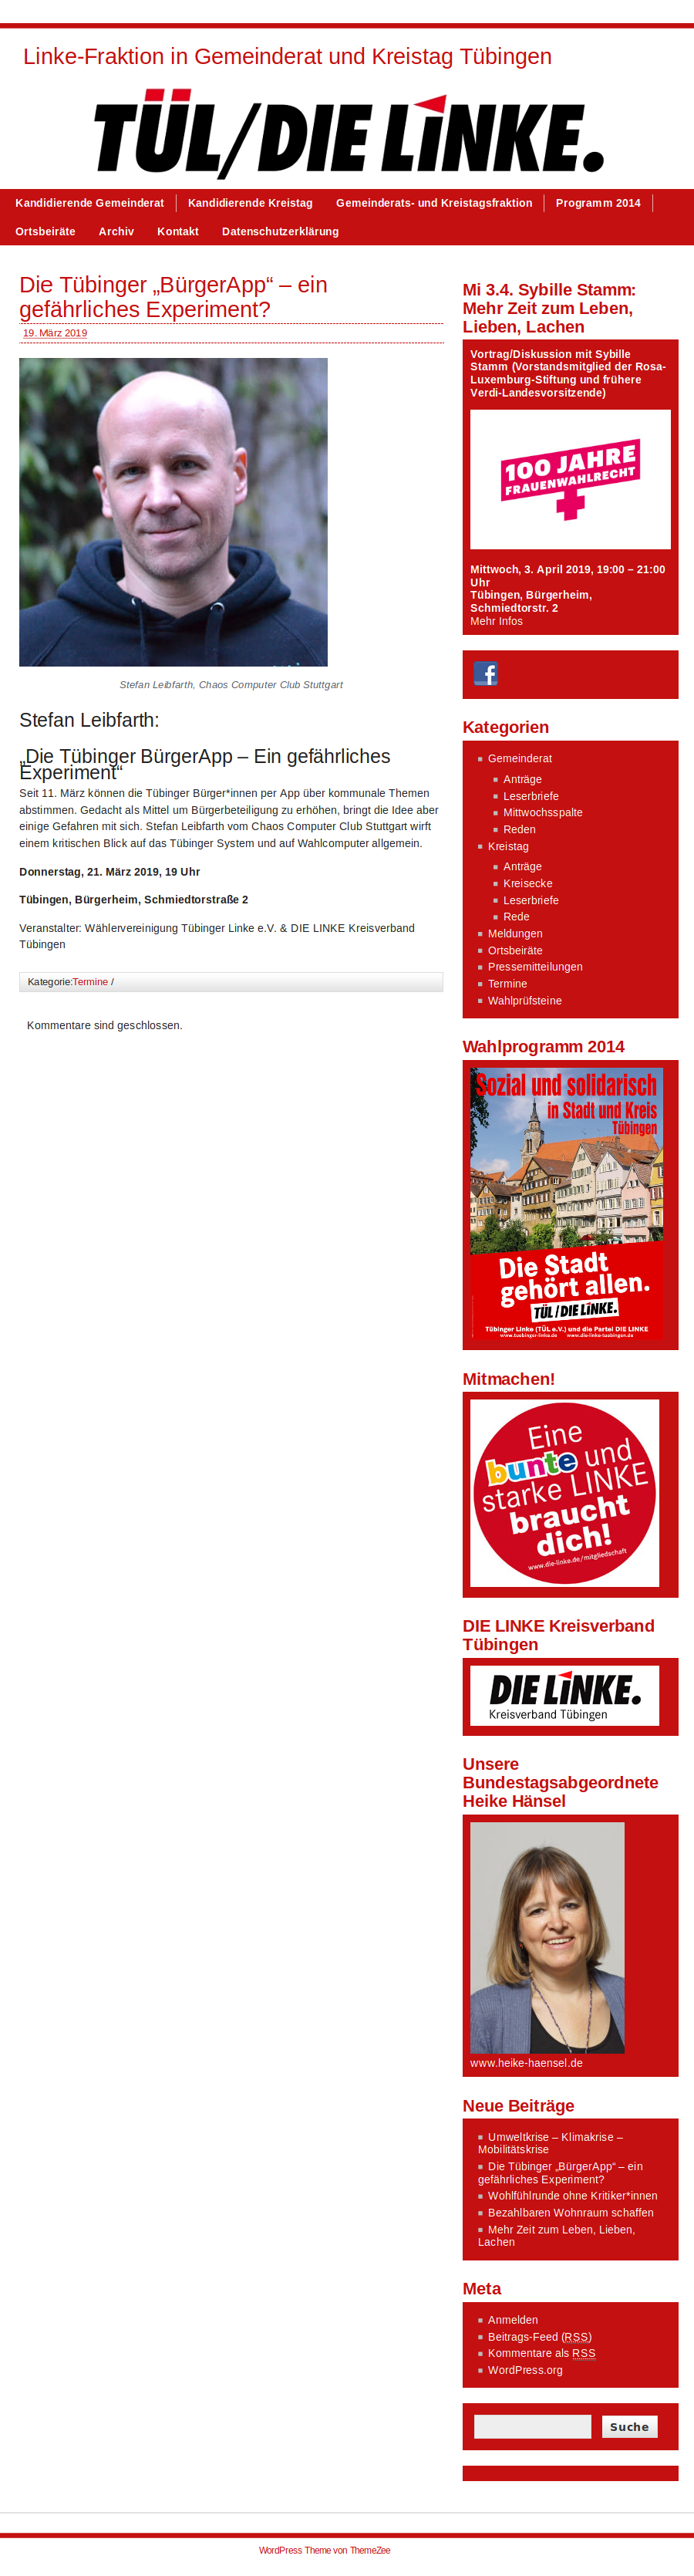 Linke-Fraktion in Gemeinderat und Kreistag Tübingen
TÜL/DIE LINKE.
Kandidierende Gemeinderat
Kandidierende Kreistag
Gemeinderats- und Kreistagsfraktion
Programm 2014
Ortsbeiräte
Archiv
Kontakt
Datenschutzerklärung
Die Tübinger „BürgerApp“ – ein
gefährliches Experiment?
19. März 2019
Stefan Leibfarth, Chaos Computer Club Stuttgart
Stefan Leibfarth:
„Die Tübinger BürgerApp – Ein gefährliches
Experiment“
Seit 11. März können die Tübinger Bürger*innen per App über kommunale Themen
abstimmen. Gedacht als Mittel um Bürgerbeteiligung zu erhöhen, bringt die Idee aber
einige Gefahren mit sich. Stefan Leibfarth vom Chaos Computer Club Stuttgart wirft
einem kritischen Blick auf das Tübinger System und auf Wahlcomputer allgemein.
Donnerstag, 21. März 2019, 19 Uhr
Tübingen, Bürgerheim, Schmiedtorstraße 2
Veranstalter: Wählervereinigung Tübinger Linke e.V. & DIE LINKE Kreisverband
Tübingen
Kategorie:Termine /
Kommentare sind geschlossen.
Mi 3.4. Sybille Stamm:
Mehr Zeit zum Leben,
Lieben, Lachen
Vortrag/Diskussion mit Sybille
Stamm (Vorstandsmitglied der Rosa-
Luxemburg-Stiftung und frühere
Verdi-Landesvorsitzende)
100 JAHRE
FRAUENWAHLRECHT
Mittwoch, 3. April 2019, 19:00 – 21:00
Uhr
Tübingen, Bürgerheim,
Schmiedtorstr. 2
Mehr Infos
f
Kategorien
Gemeinderat
Anträge
Leserbriefe
Mittwochsspalte
Reden
Kreistag
Anträge
Kreisecke
Leserbriefe
Rede
Meldungen
Ortsbeiräte
Pressemitteilungen
Termine
Wahlprüfsteine
Wahlprogramm 2014
Sozial und solidarisch
in Stadt und Kreis
Tübingen
Die Stadt
gehört allen.
TÜL/DIE LINKE.
Tübinger Linke (TÜL e.V.) und die Partei DIE LINKE
www.tuebinger-linke.de www.die-linke-tuebingen.de
Mitmachen!
Eine
bunte und
starke LINKE
braucht
dich!
www.die-linke.de/mitgliedschaft
DIE LINKE Kreisverband
Tübingen
DIE LINKE.
Kreisverband Tübingen
Unsere
Bundestagsabgeordnete
Heike Hänsel
www.heike-haensel.de
Neue Beiträge
Umweltkrise – Klimakrise –
Mobilitätskrise
Die Tübinger „BürgerApp“ – ein
gefährliches Experiment?
Wohlfühlrunde ohne Kritiker*innen
Bezahlbaren Wohnraum schaffen
Mehr Zeit zum Leben, Lieben,
Lachen
Meta
Anmelden
Beitrags-Feed (RSS)
Kommentare als RSS
WordPress.org
Suche
WordPress Theme von ThemeZee